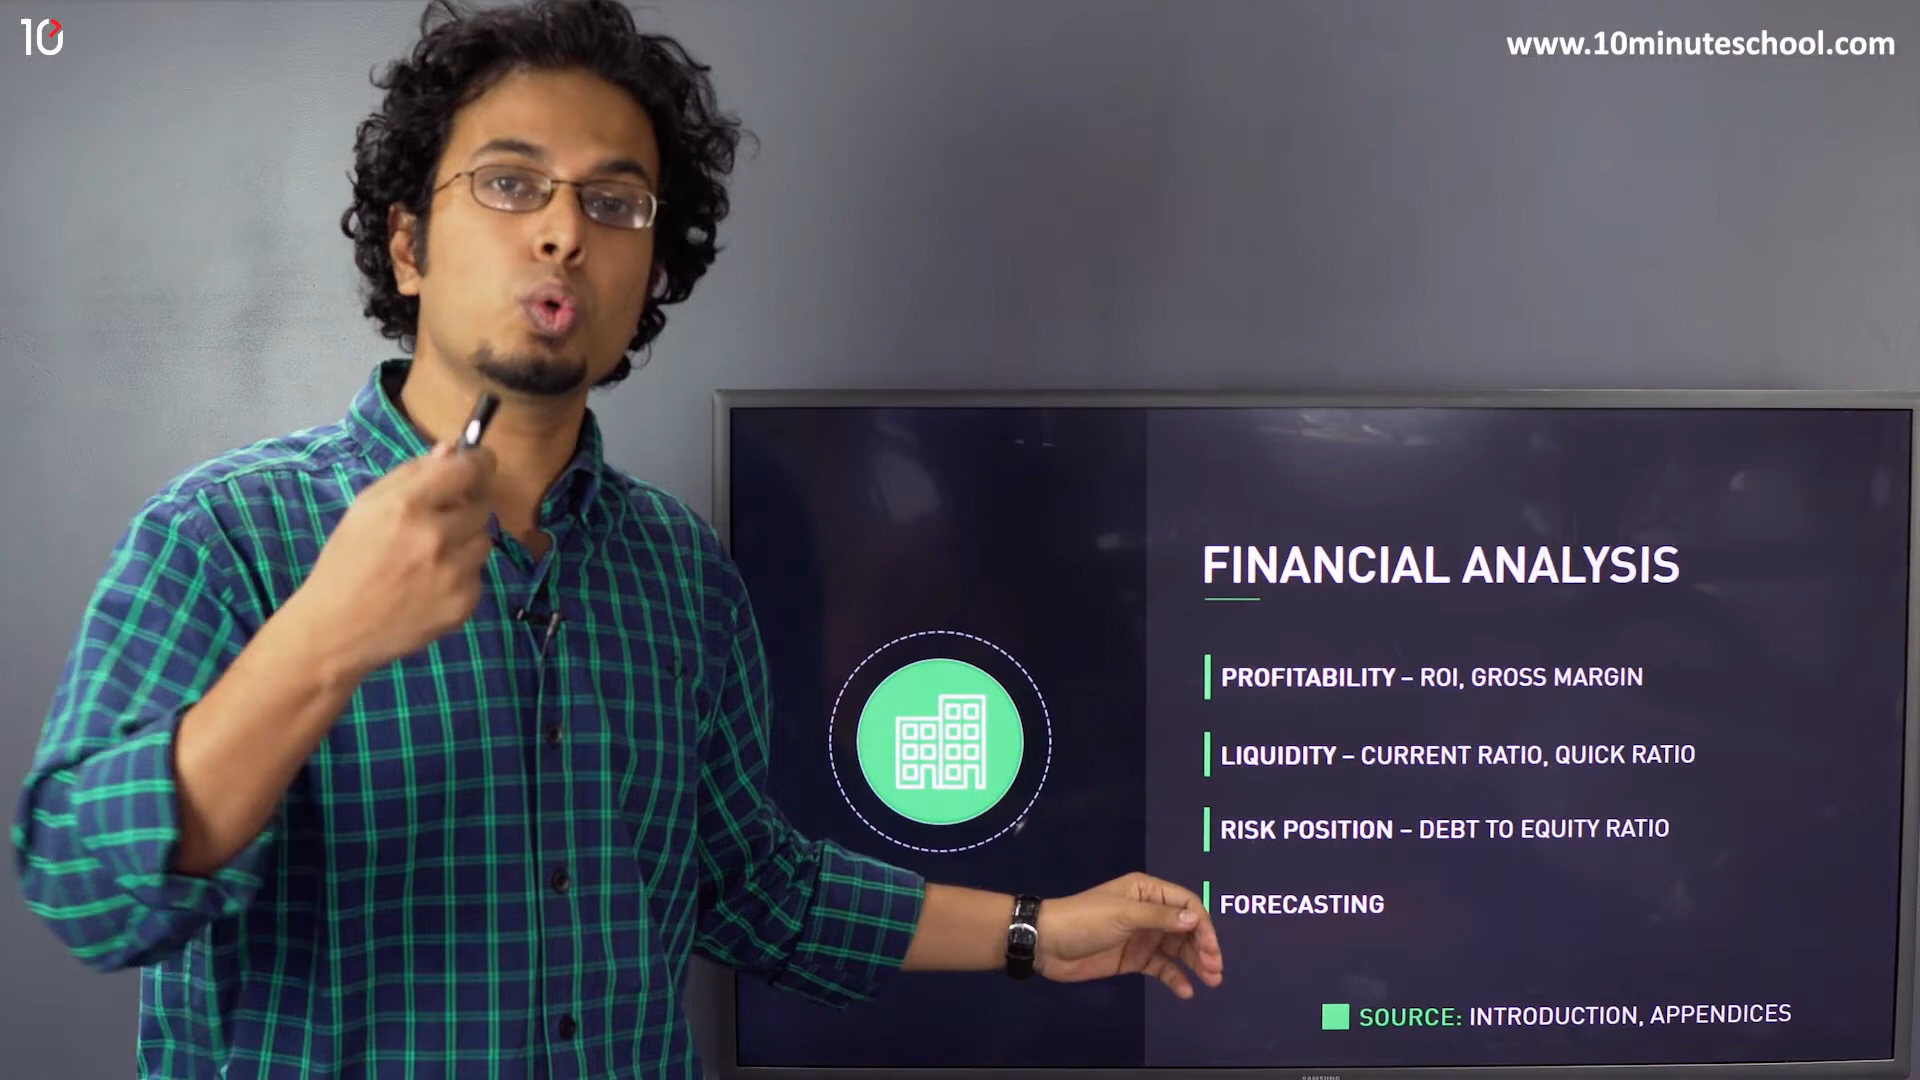 10
www.10minuteschool.com
FINANCIAL ANALYSIS
PROFITABILITY – ROI, GROSS MARGIN
LIQUIDITY – CURRENT RATIO, QUICK RATIO
RISK POSITION – DEBT TO EQUITY RATIO
FORECASTING
SOURCE: INTRODUCTION, APPENDICES
SAMSUNG